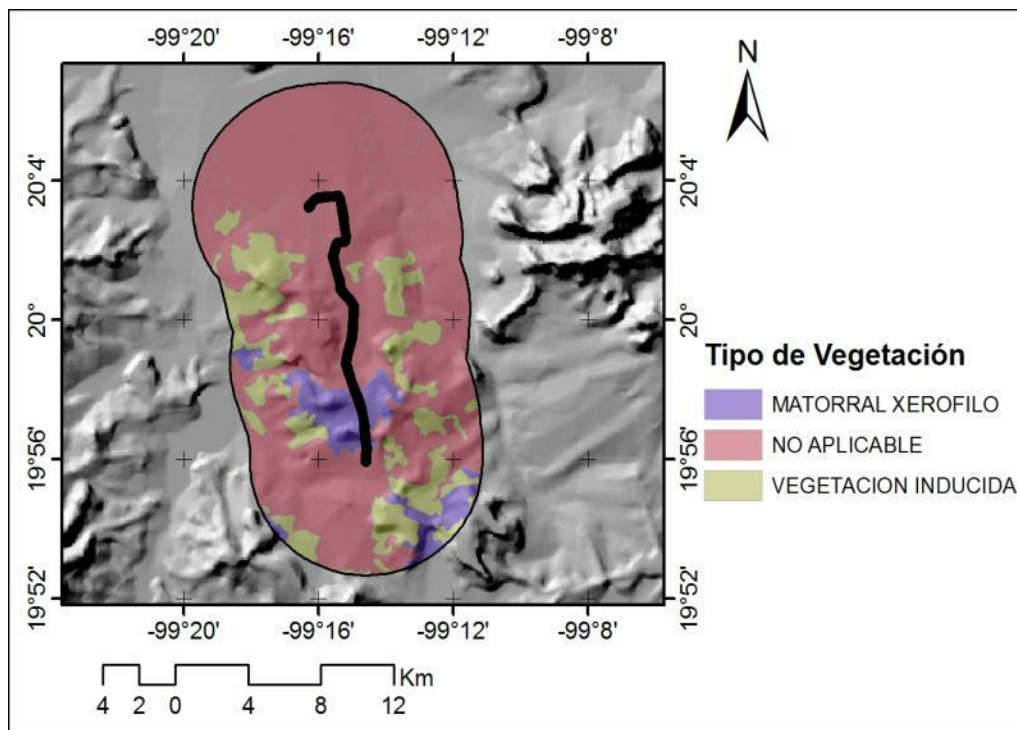 -99°20' -99°16' -99°12' -99°8'
N
20°4' 20°4'
20° 20°
Tipo de Vegetación
MATORRAL XEROFILO
NO APLICABLE
VEGETACION INDUCIDA
19°56' 19°56'
19°52' 19°52'
-99°20' -99°16' -99°12' -99°8'
Km
4 2 0 4 8 12